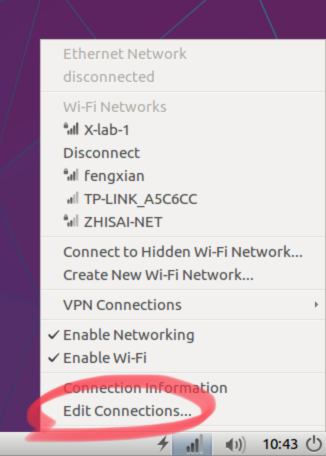 Ethernet Network
disconnected
Wi-Fi Networks
X-lab-1
Disconnect
fengxian
TP-LINK_A5C6CC
ZHISAI-NET
Connect to Hidden Wi-Fi Network...
Create New Wi-Fi Network...
VPN Connections
Enable Networking
Enable Wi-Fi
Connection Information
Edit Connections...
10:43